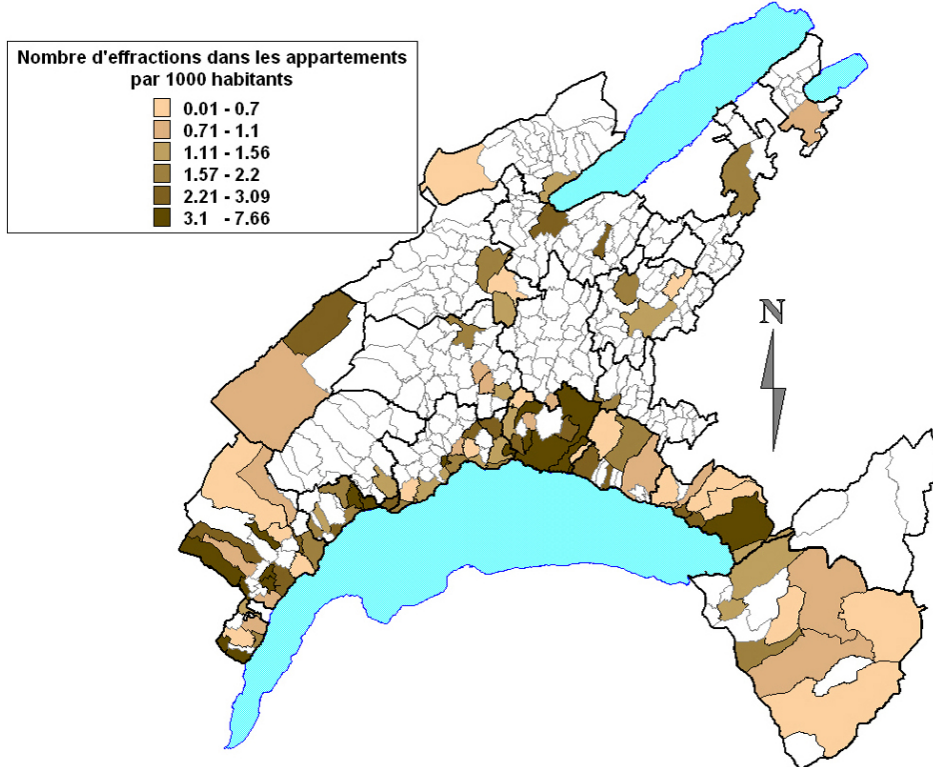 Nombre d'effractions dans les appartements
par 1000 habitants
0.01 - 0.7
0.71 - 1.1
1.11 - 1.56
1.57 - 2.2
2.21 - 3.09
3.1 - 7.66
N